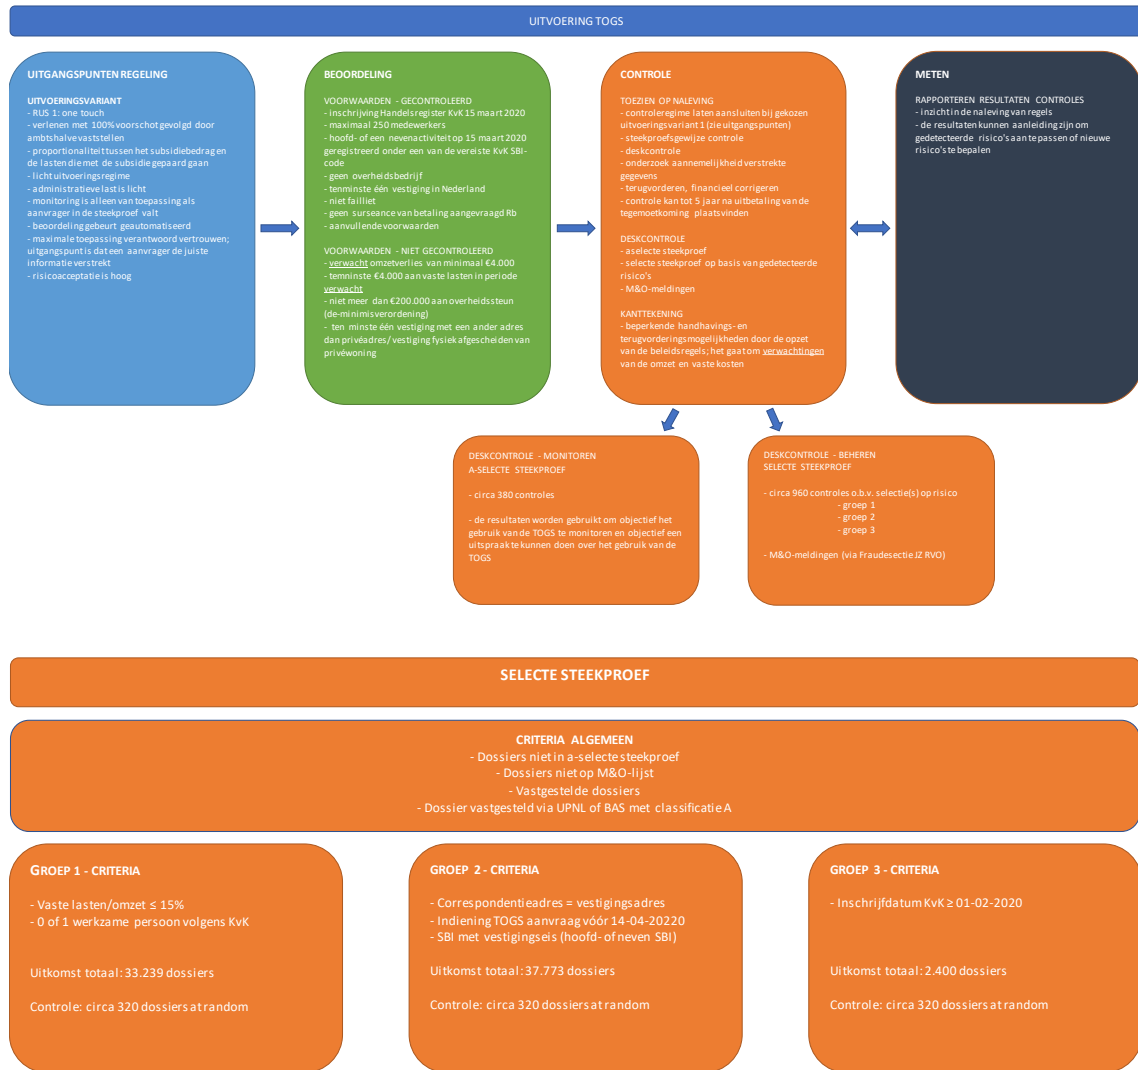 UITVOERING TOGS
UITGANGSPUNTEN REGELING
UITVOERINGSVARIANT
- RUS 1: one touch
- verlenen met 100% voorschot gevolgd door
ambtshalve vaststellen
- proportionaliteit tussen het subsidiebedrag en
de lasten die met de subsidie gepaard gaan
- licht uitvoeringsregime
- administratieve last is licht
- monitoring is alleen van toepassing als
aanvrager in de steekproef valt
- beoordeling gebeurt geautomatiseerd
- maximale toepassing verantwoord vertrouwen;
uitgangspunt is dat een aanvrager de juiste
informatie verstrekt
- risicoacceptatie is hoog
BEOORDELING
VOORWAARDEN - GECONTROLEERD
- inschrijving Handelsregister KvK 15 maart 2020
- maximaal 250 medewerkers
- hoofd- of een nevenactiviteit op 15 maart 2020
geregistreerd onder een van de vereiste KvK SBI-
code
- geen overheidsbedrijf
- tenminste één vestiging in Nederland
- niet failliet
- geen surseance van betaling aangevraagd Rb
- aanvullende voorwaarden
VOORWAARDEN - NIET GECONTROLEERD
- verwacht omzetverlies van minimaal €4.000
- temninste €4.000 aan vaste lasten in periode
verwacht
- niet meer dan €200.000 aan overheidssteun
(de-minimisverordening)
- ten minste één vestiging met een ander adres
dan privéadres/ vestiging fysiek afgescheiden van
privéwoning
CONTROLE
TOEZIEN OP NALEVING
- controleregime laten aansluiten bij gekozen
uitvoeringsvariant 1 (zie uitgangspunten)
- steekproefsgewijze controle
- deskcontrole
- onderzoek aannemelijkheid verstrekte
gegevens
- terugvorderen, financieel corrigeren
- controle kan tot 5 jaar na uitbetaling van de
tegemoetkoming plaatsvinden
DESKCONTROLE
- aselecte steekproef
- selecte steekproef op basis van gedetecteerde
risico's
- M&O-meldingen
KANTTEKENING
- beperkende handhavings- en
terugvorderingsmogelijkheden door de opzet
van de beleidsregels; het gaat om verwachtingen
van de omzet en vaste kosten
METEN
RAPPORTEREN RESULTATEN CONTROLES
- inzicht in de naleving van regels
- de resultaten kunnen aanleiding zijn om
gedetecteerde risico's aan te passen of nieuwe
risico's te bepalen
DESKCONTROLE - MONITOREN
A-SELECTE STEEKPROEF
- circa 380 controles
- de resultaten worden gebruikt om objectief het
gebruik van de TOGS te monitoren en objectief een
uitspraak te kunnen doen over het gebruik van de
TOGS
DESKCONTROLE - BEHEREN
SELECTE STEEKPROEF
- circa 960 controles o.b.v. selectie(s) op risico
- groep 1
- groep 2
- groep 3
- M&O-meldingen (via Fraudesectie JZ RVO)
SELECTE STEEKPROEF
CRITERIA ALGEMEEN
- Dossiers niet in a-selecte steekproef
- Dossiers niet op M&O-lijst
- Vastgestelde dossiers
- Dossier vastgesteld via UPNL of BAS met classificatie A
GROEP 1 - CRITERIA
- Vaste lasten/omzet ≤ 15%
- 0 of 1 werkzame persoon volgens KvK
Uitkomst totaal: 33.239 dossiers
Controle: circa 320 dossiers at random
GROEP 2 - CRITERIA
- Correspondentieadres = vestigingsadres
- Indiening TOGS aanvraag vóór 14-04-20220
- SBI met vestigingseis (hoofd- of neven SBI)
Uitkomst totaal: 37.773 dossiers
Controle: circa 320 dossiers at random
GROEP 3 - CRITERIA
- Inschrijfdatum KvK ≥ 01-02-2020
Uitkomst totaal: 2.400 dossiers
Controle: circa 320 dossiers at random